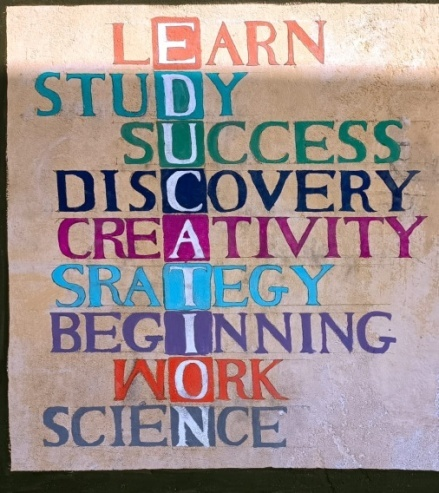 LEARN
STUDY
SUCCESS
DISCOVERY
CREATIVITY
SRATEGY
BEGINNING
WORK
SCIENCE